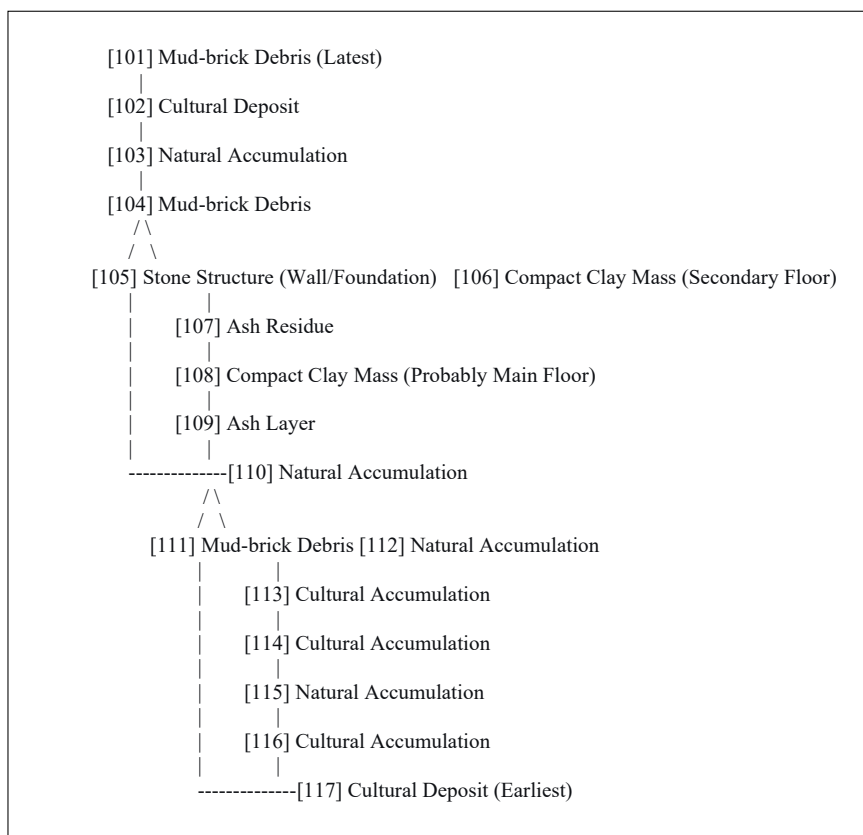 [101] Mud-brick Debris (Latest)
|
[102] Cultural Deposit
|
[103] Natural Accumulation
|
[104] Mud-brick Debris
/ \
/ \
[105] Stone Structure (Wall/Foundation) [106] Compact Clay Mass (Secondary Floor)
| |
| [107] Ash Residue
| |
| [108] Compact Clay Mass (Probably Main Floor)
| |
| [109] Ash Layer
| |
--------------[110] Natural Accumulation
/ \
/ \
[111] Mud-brick Debris [112] Natural Accumulation
| |
| [113] Cultural Accumulation
| |
| [114] Cultural Accumulation
| |
| [115] Natural Accumulation
| |
| [116] Cultural Accumulation
| |
--------------[117] Cultural Deposit (Earliest)